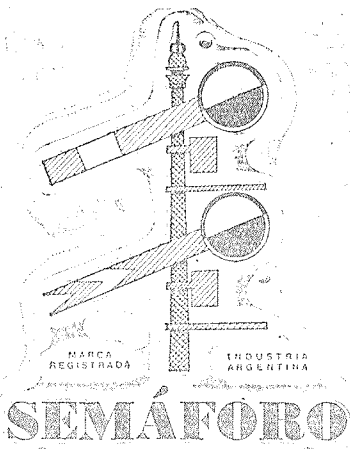 MARCA
REGISTRADA
INDUSTRIA
ARGENTINA
SEMÁFORO